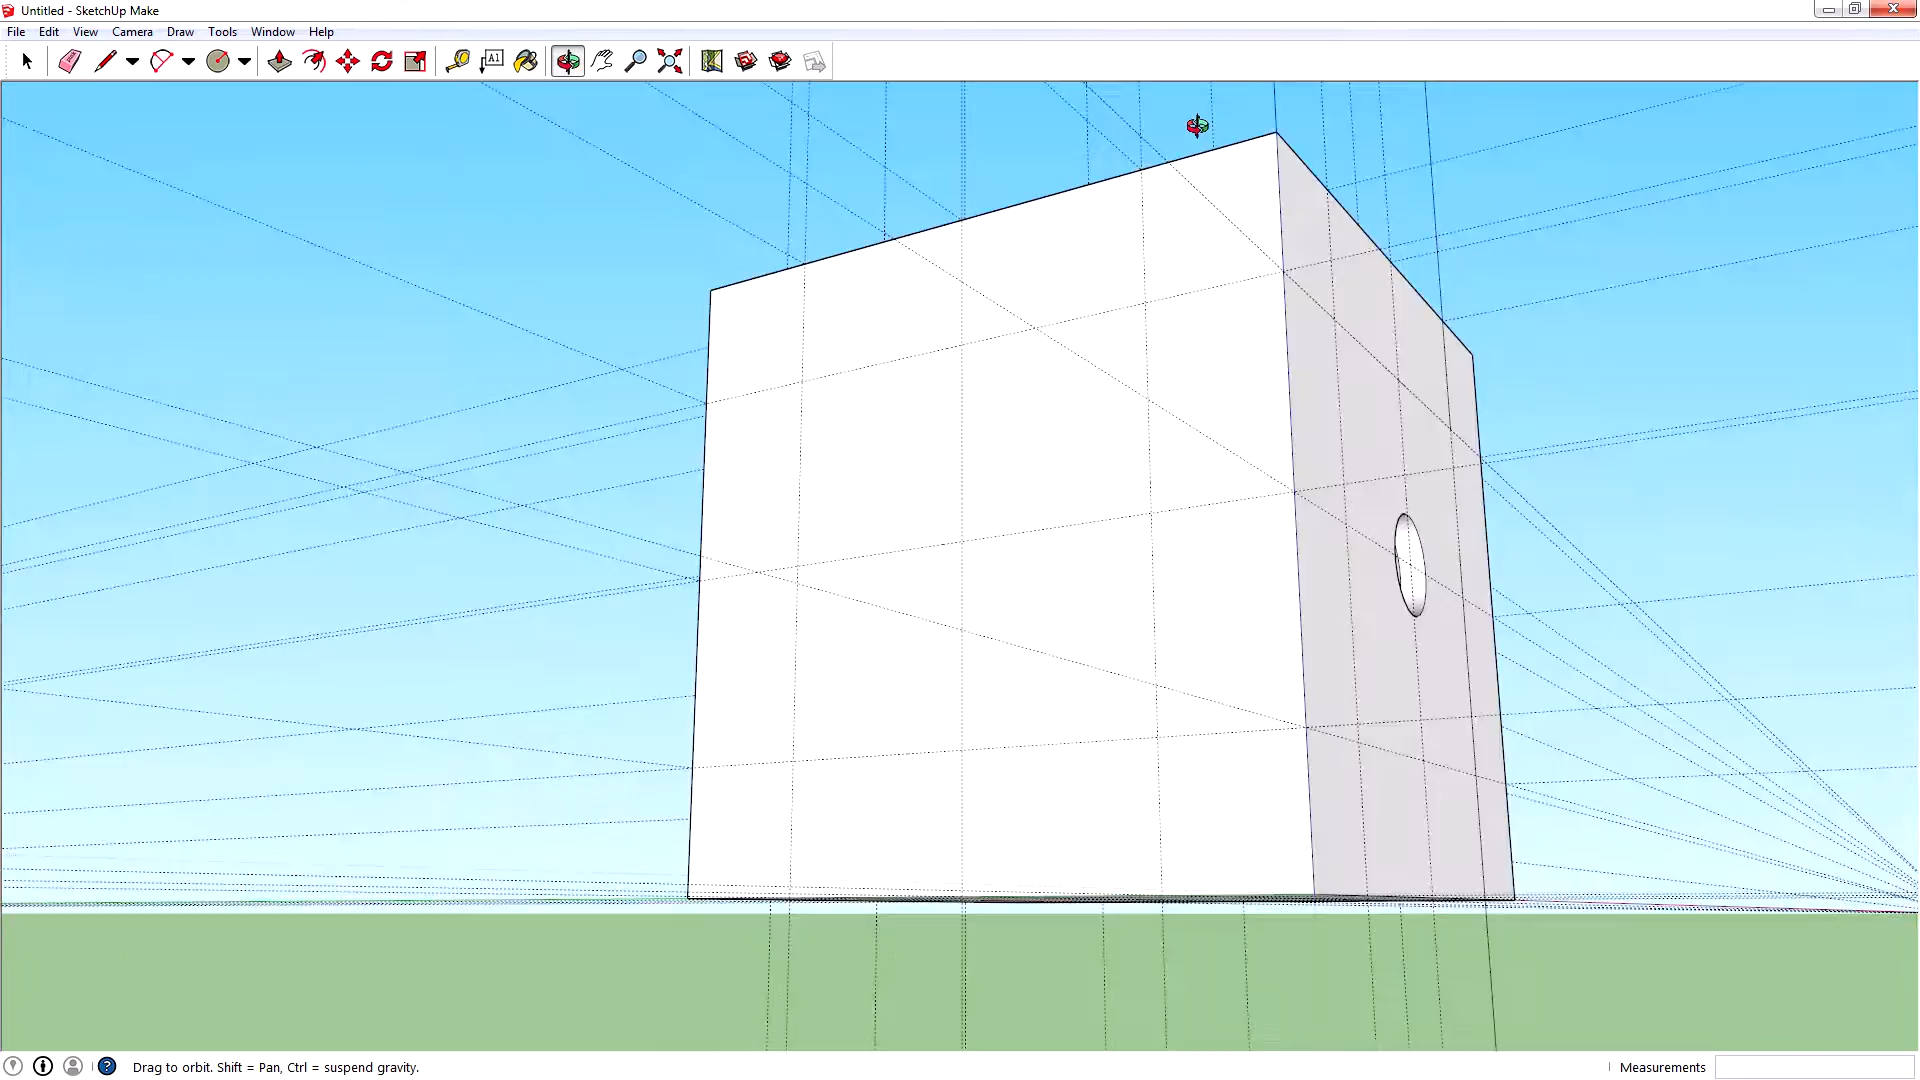 Untitled - SketchUp Make
File Edit View Camera Draw Tools Window Help
A1
Drag to orbit. Shift = Pan, Ctrl = suspend gravity.
Measurements